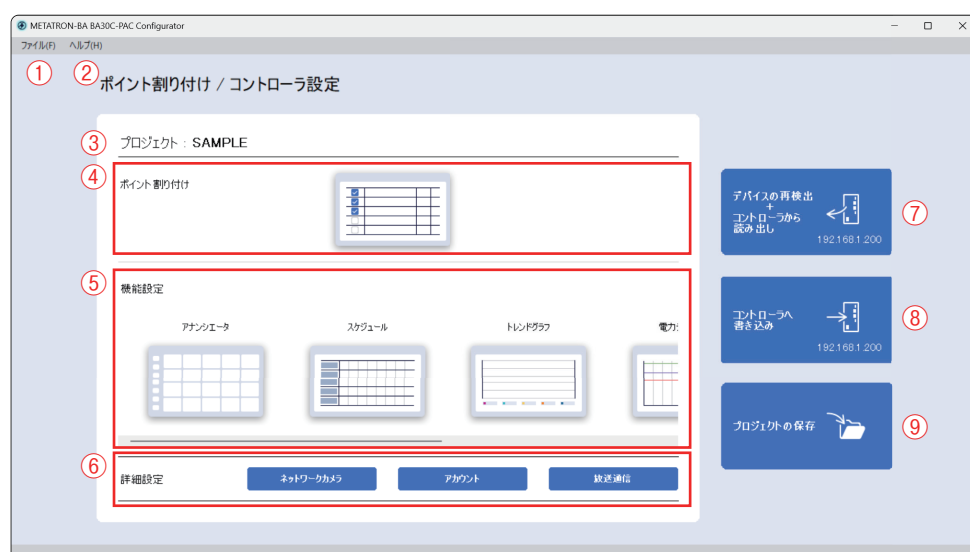 METATRON-BA BA30C-PAC Configurator
ファイル(F) ヘルプ(H)
① ②
ポイント割り付け / コントローラ設定
③ プロジェクト : SAMPLE
④ ポイント割り付け
⑤ 機能設定
アナンシエータ スケジュール トレンドグラフ 電力
⑥ 詳細設定 ネットワークカメラ アカウント 放送通信
デバイスの再検出
+
コントローラから
読み出し
192.168.1.200
⑦
コントローラへ
書き込み
192.168.1.200
⑧
プロジェクトの保存
⑨